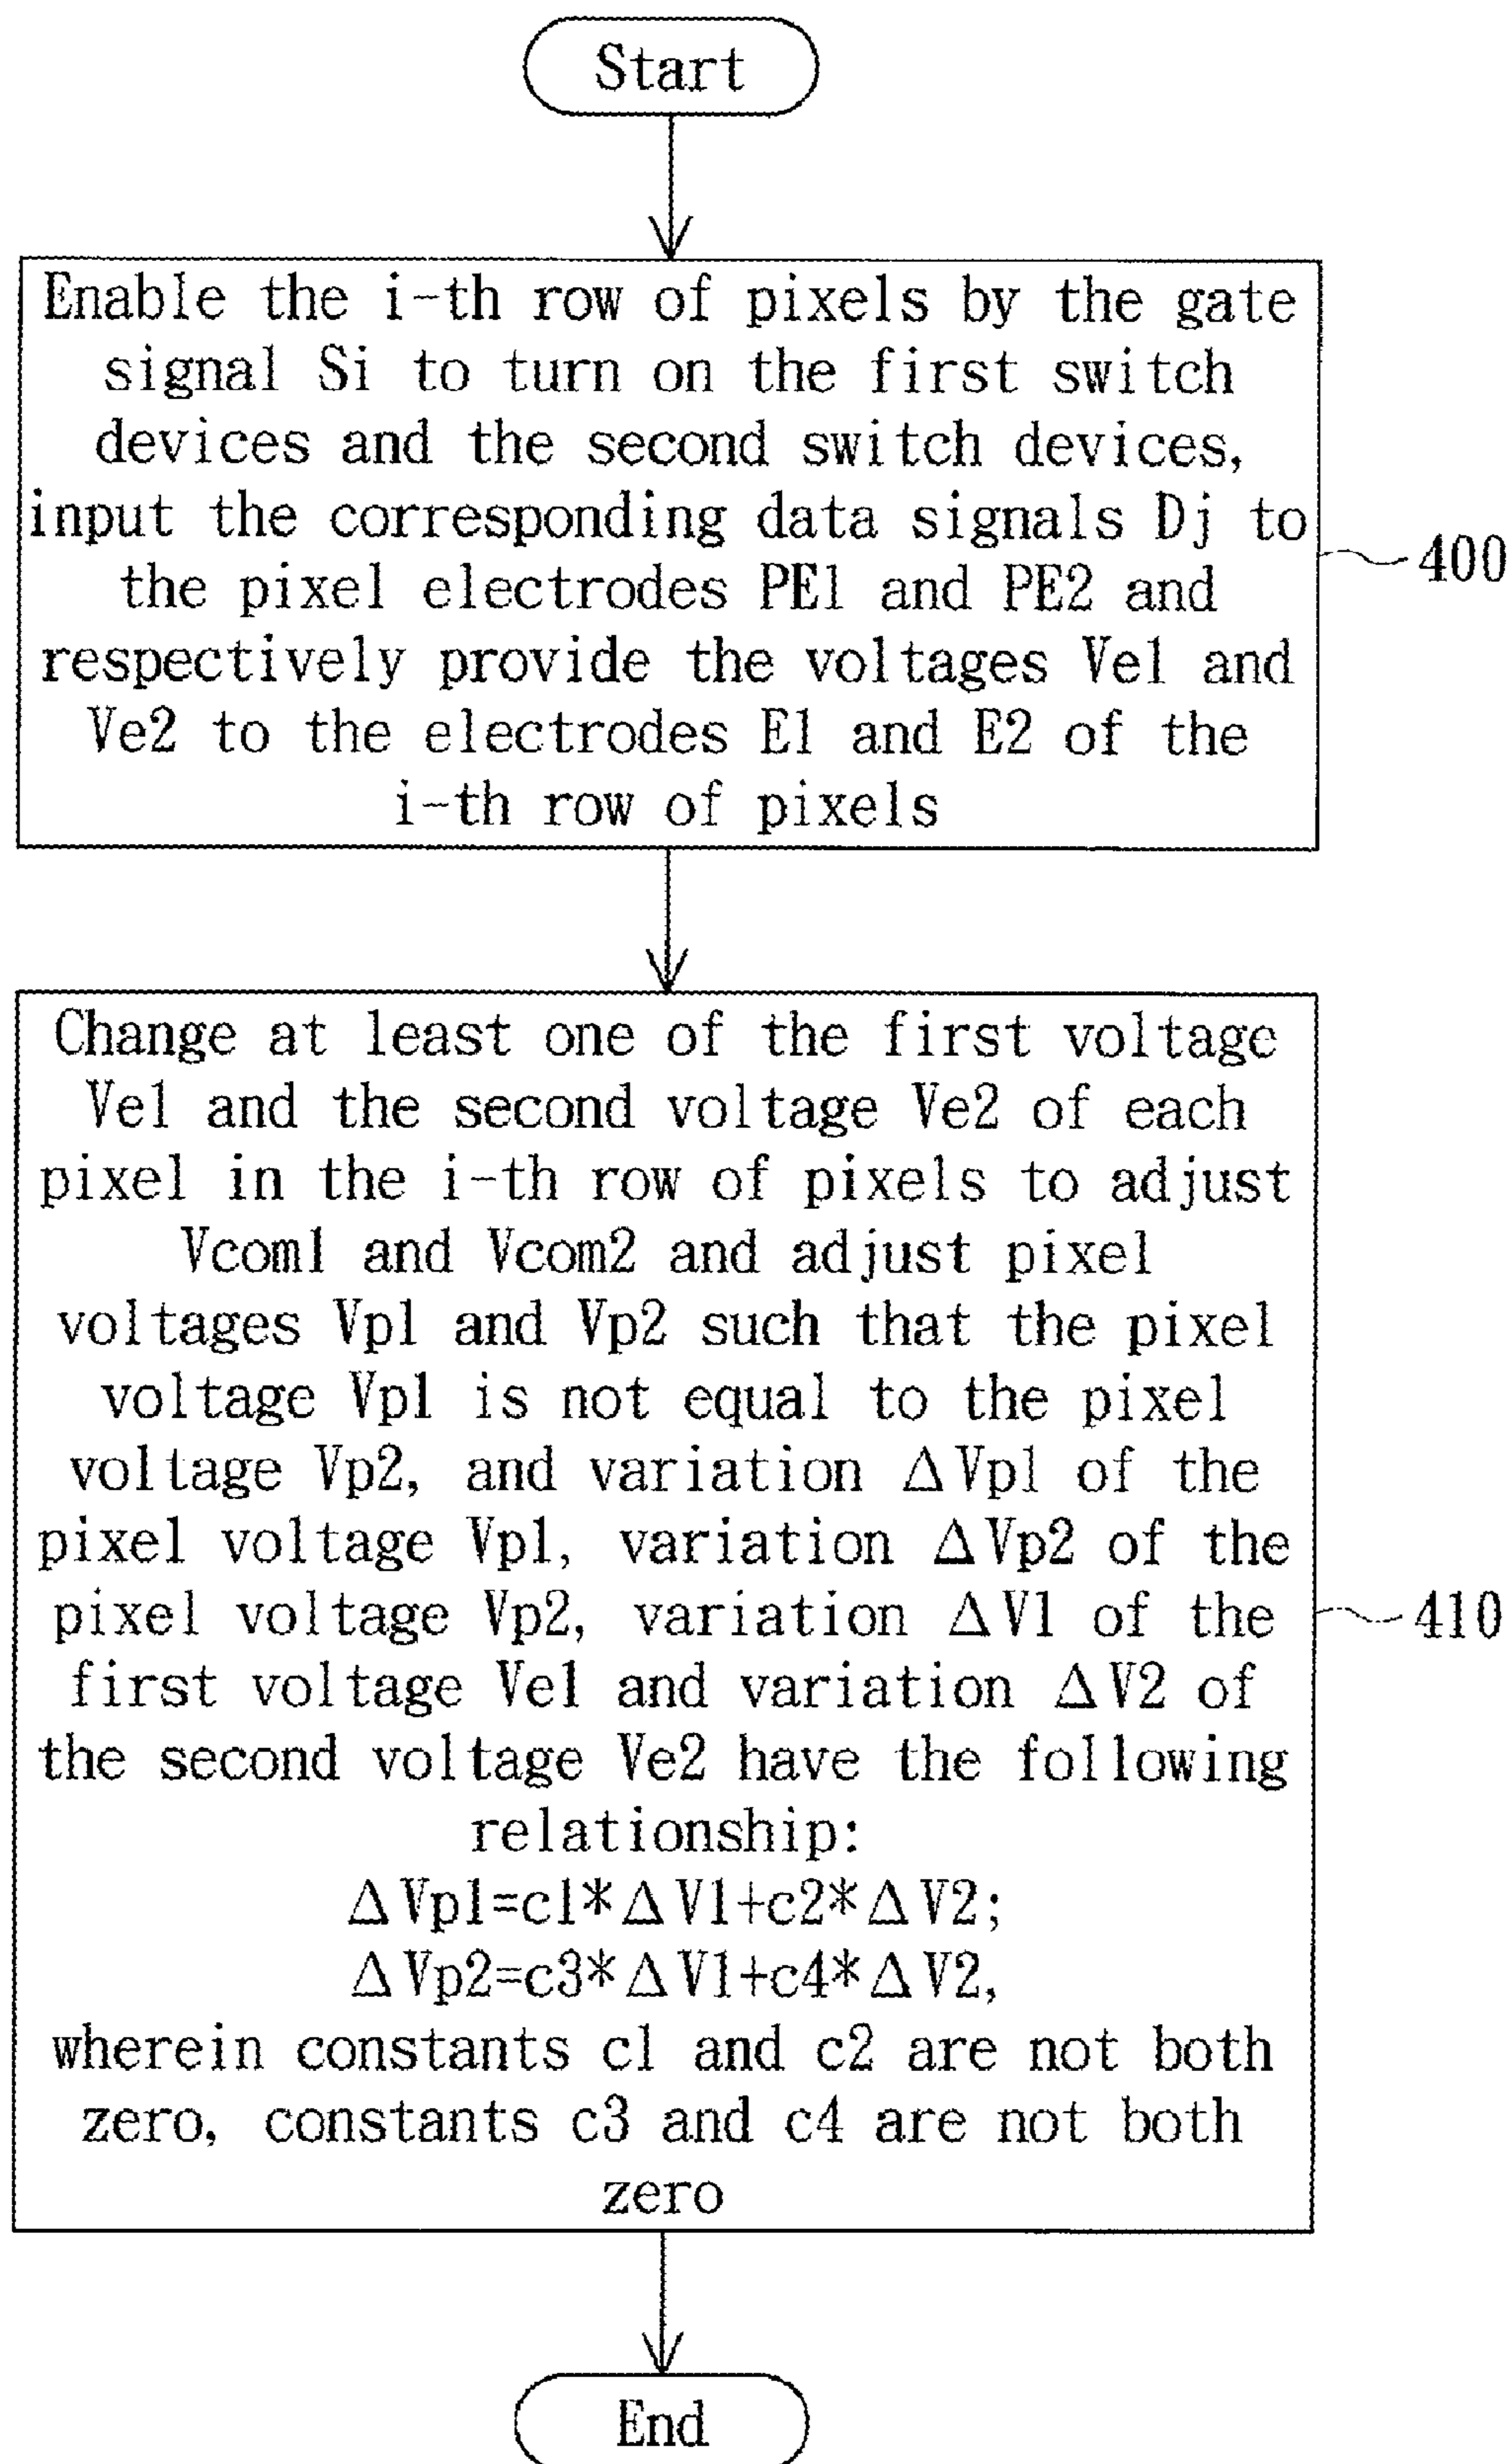 Start
Enable the i-th row of pixels by the gate
signal Si to turn on the first switch
devices and the second switch devices,
input the corresponding data signals Dj to
the pixel electrodes PE1 and PE2 and
respectively provide the voltages Ve1 and
Ve2 to the electrodes E1 and E2 of the
i-th row of pixels
400
Change at least one of the first voltage
Ve1 and the second voltage Ve2 of each
pixel in the i-th row of pixels to adjust
Vcom1 and Vcom2 and adjust pixel
voltages Vp1 and Vp2 such that the pixel
voltage Vp1 is not equal to the pixel
voltage Vp2, and variation ΔVp1 of the
pixel voltage Vp1, variation ΔVp2 of the
pixel voltage Vp2, variation ΔV1 of the
first voltage Ve1 and variation ΔV2 of
the second voltage Ve2 have the following
relationship:
ΔVp1=c1*ΔV1+c2*ΔV2;
ΔVp2=c3*ΔV1+c4*ΔV2,
wherein constants c1 and c2 are not both
zero, constants c3 and c4 are not both
zero
410
End